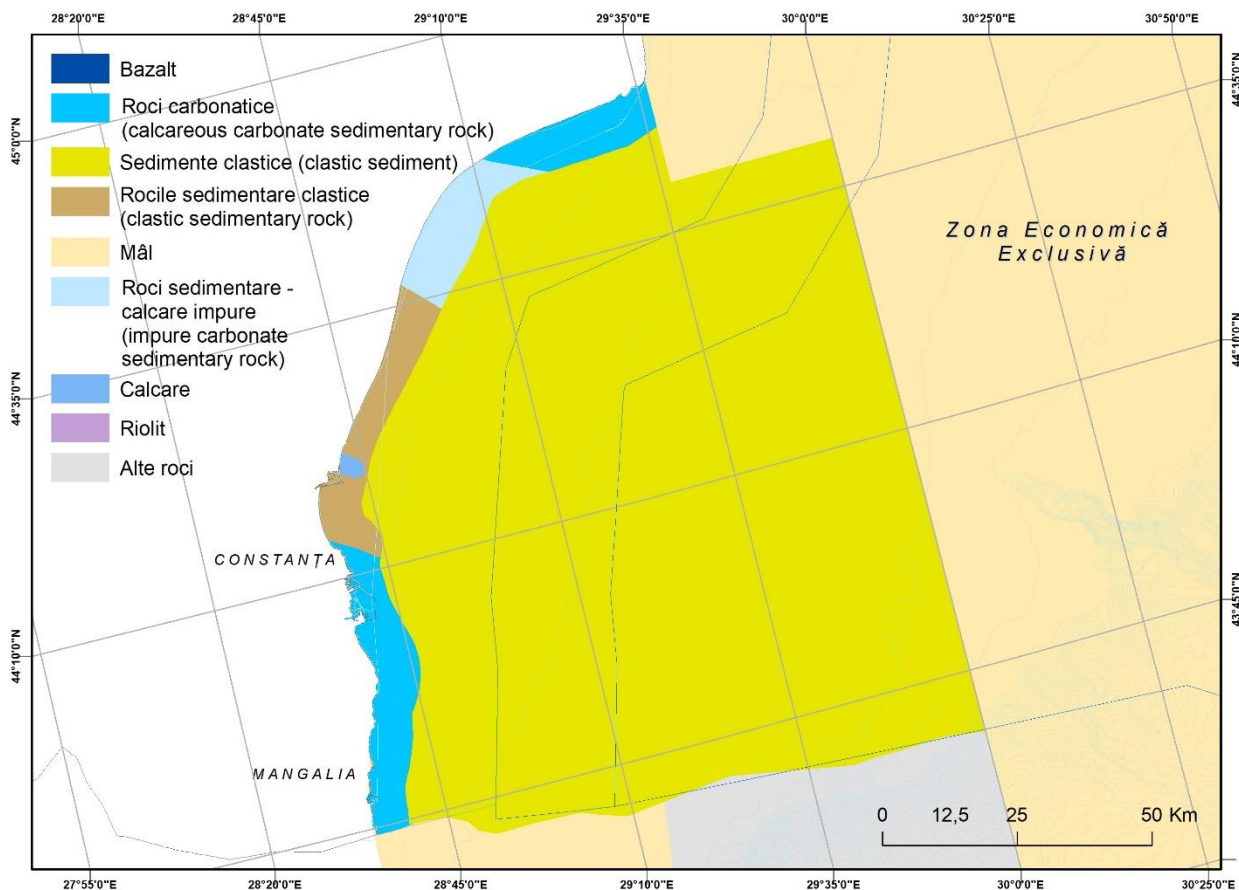 28°20'0"E
28°45'0"E
29°10'0"E
29°35'0"E
30°0'0"E
30°25'0"E
30°50'0"E
Bazalt
Roci carbonatice
(calcareous carbonate sedimentary rock)
Sedimente clastice (clastic sediment)
Rocile sedimentare clastice
(clastic sedimentary rock)
Mâl
Roci sedimentare -
calcare impure
(impure carbonate
sedimentary rock)
Calcare
Riolit
Alte roci
45°0'0"N
44°35'0"N
44°10'0"N
44°35'0"N
44°10'0"N
43°45'0"N
Zona Economică
Exclusivă
CONSTANȚA
MANGALIA
0 12,5 25 50 Km
27°55'0"E
28°20'0"E
28°45'0"E
29°10'0"E
29°35'0"E
30°0'0"E
30°25'0"E